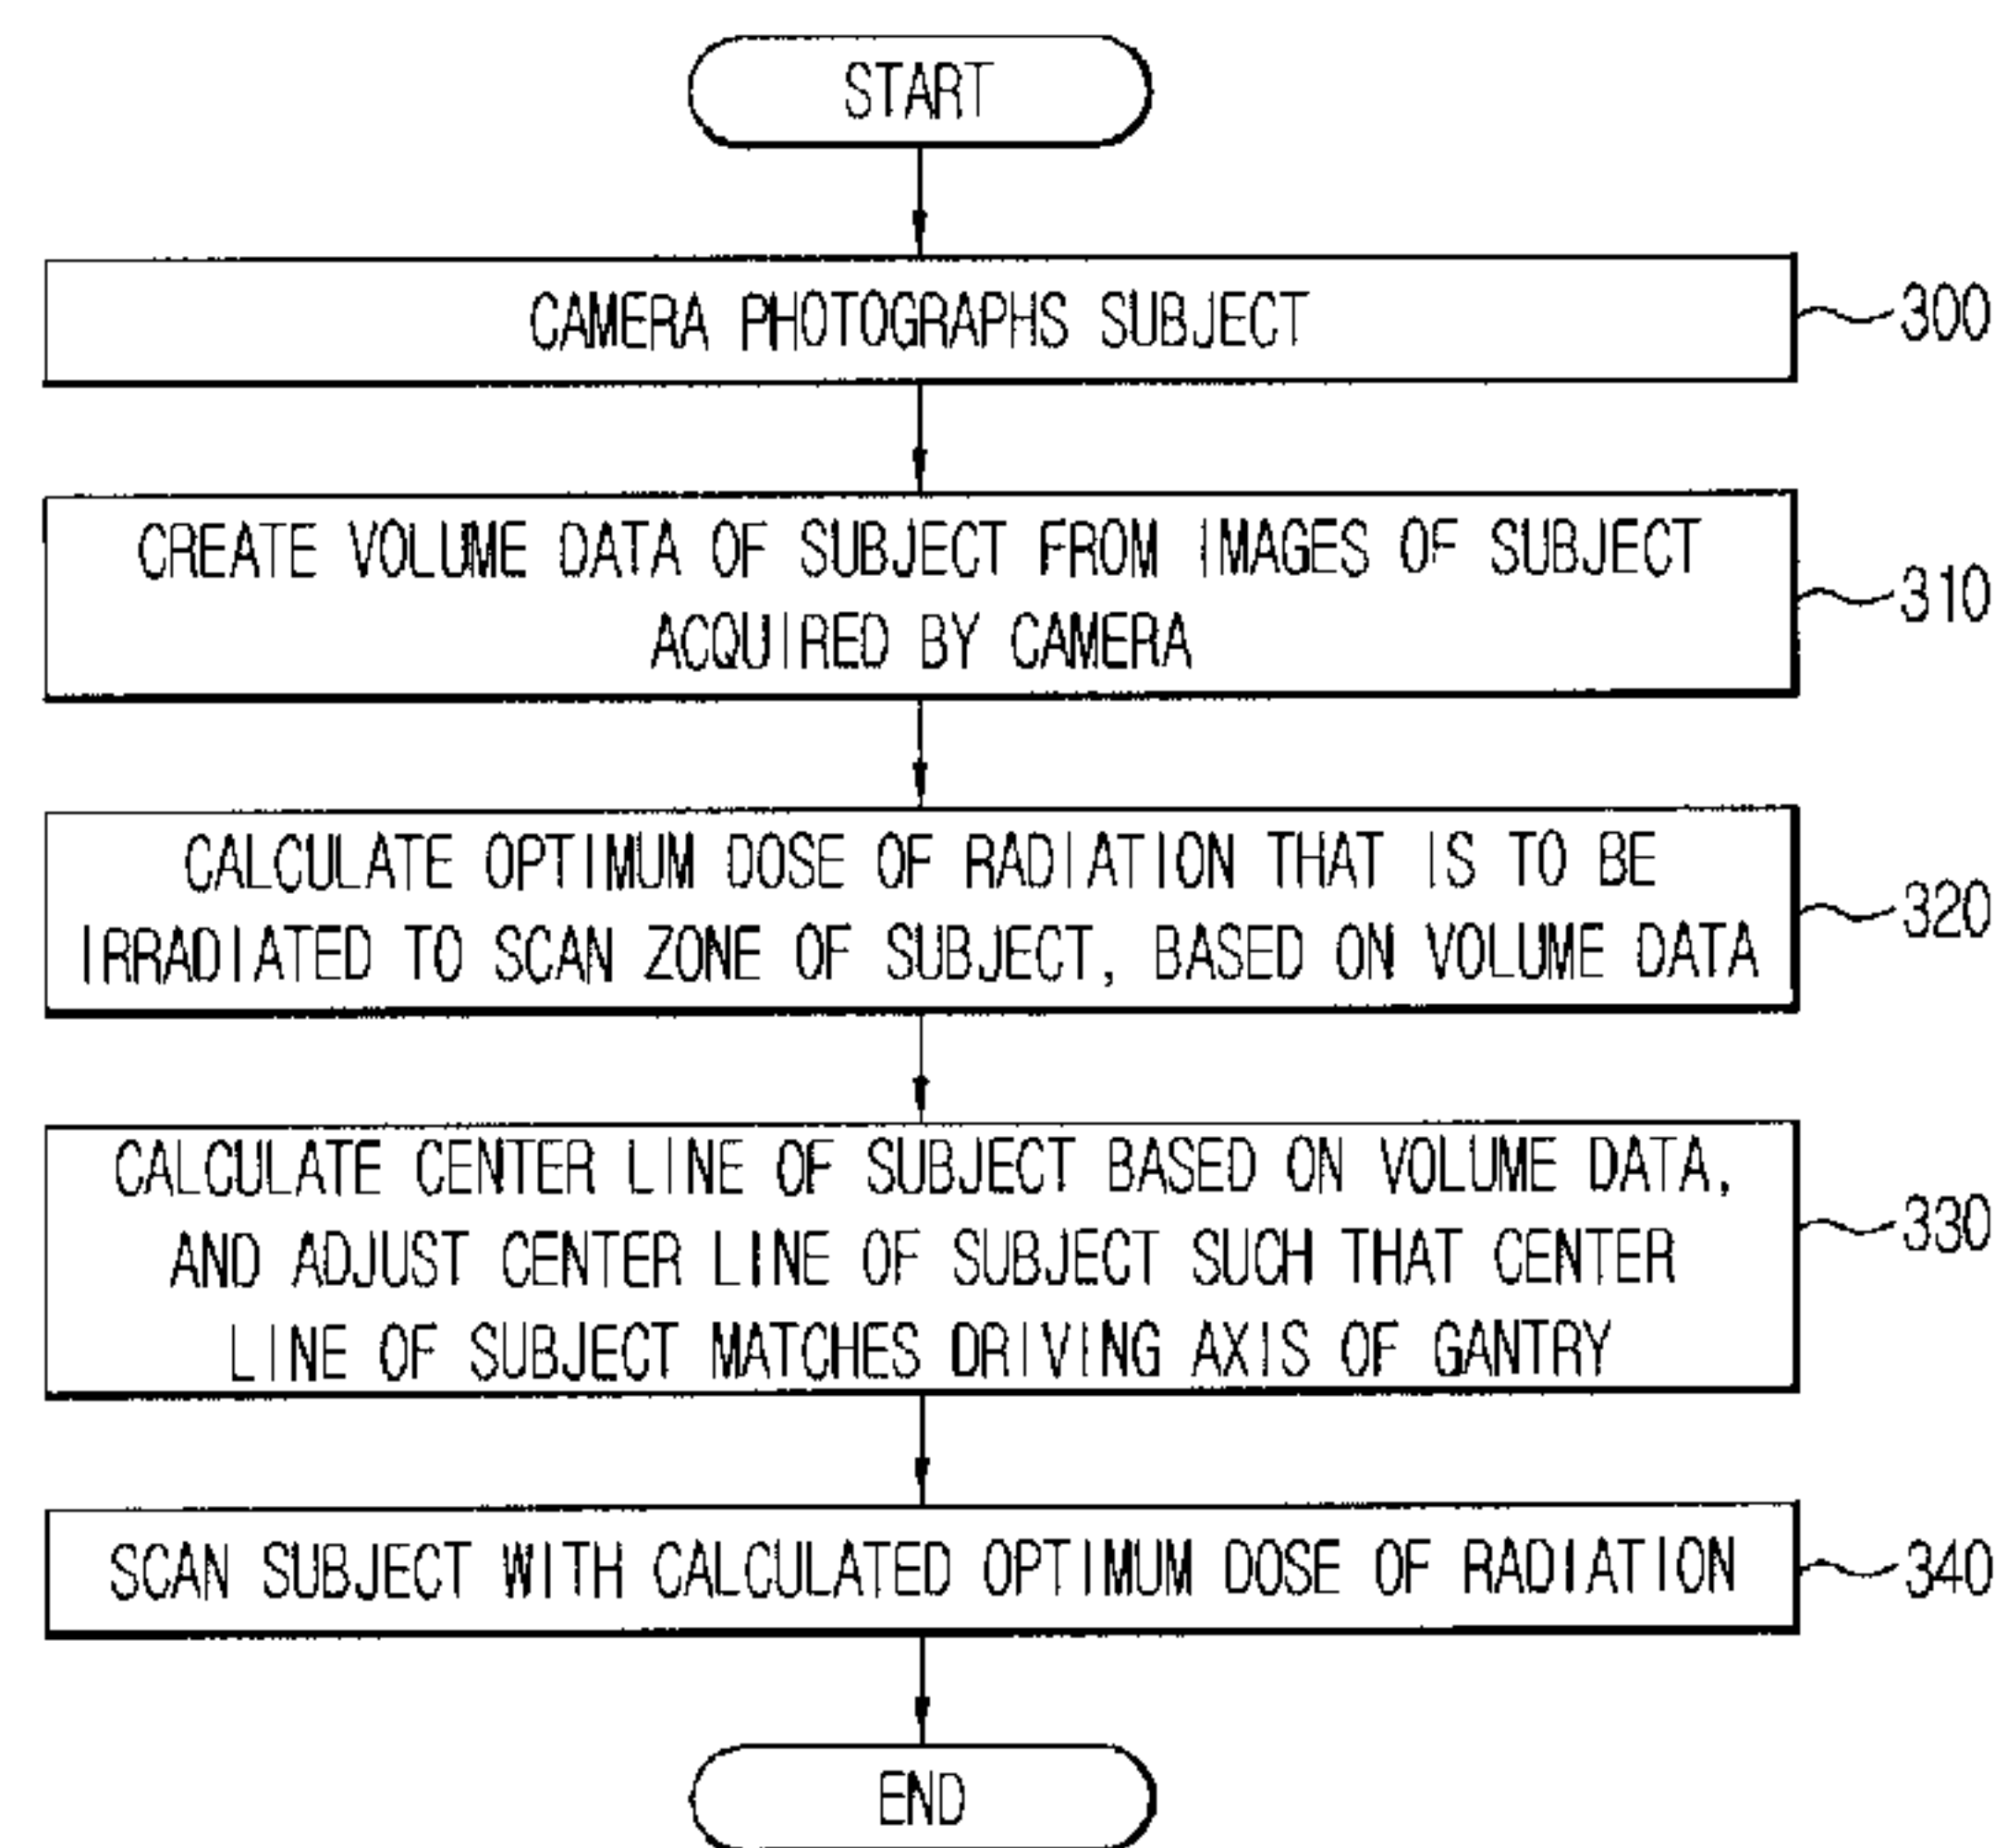 START
CAMERA PHOTOGRAPHS SUBJECT
300
CREATE VOLUME DATA OF SUBJECT FROM IMAGES OF SUBJECT
ACQUIRED BY CAMERA
310
CALCULATE OPTIMUM DOSE OF RADIATION THAT IS TO BE
IRRADIATED TO SCAN ZONE OF SUBJECT, BASED ON VOLUME DATA
320
CALCULATE CENTER LINE OF SUBJECT BASED ON VOLUME DATA,
AND ADJUST CENTER LINE OF SUBJECT SUCH THAT CENTER
LINE OF SUBJECT MATCHES DRIVING AXIS OF GANTRY
330
SCAN SUBJECT WITH CALCULATED OPTIMUM DOSE OF RADIATION
340
END